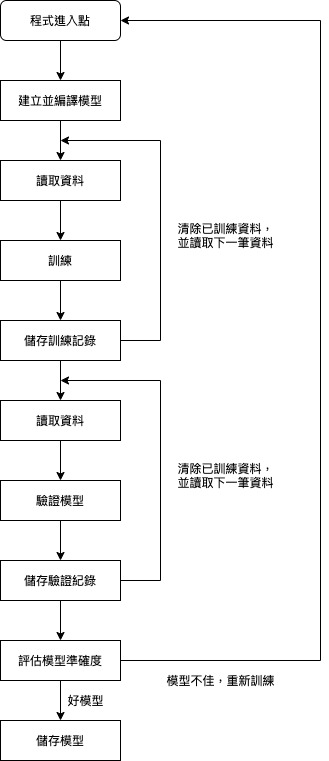 程式進入點
建立並編譯模型
讀取資料
清除已訓練資料，
並讀取下一筆資料
訓練
儲存訓練記錄
讀取資料
清除已訓練資料，
並讀取下一筆資料
驗證模型
儲存驗證紀錄
評估模型準確度
模型不佳，重新訓練
好模型
儲存模型